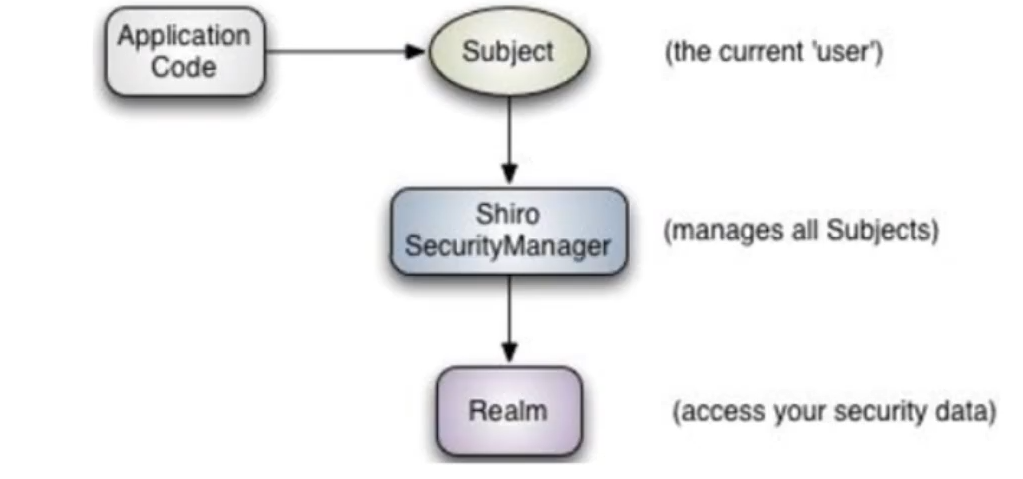 Application
Code
Subject
(the current 'user')
Shiro
SecurityManager
(manages all Subjects)
Realm
(access your security data)